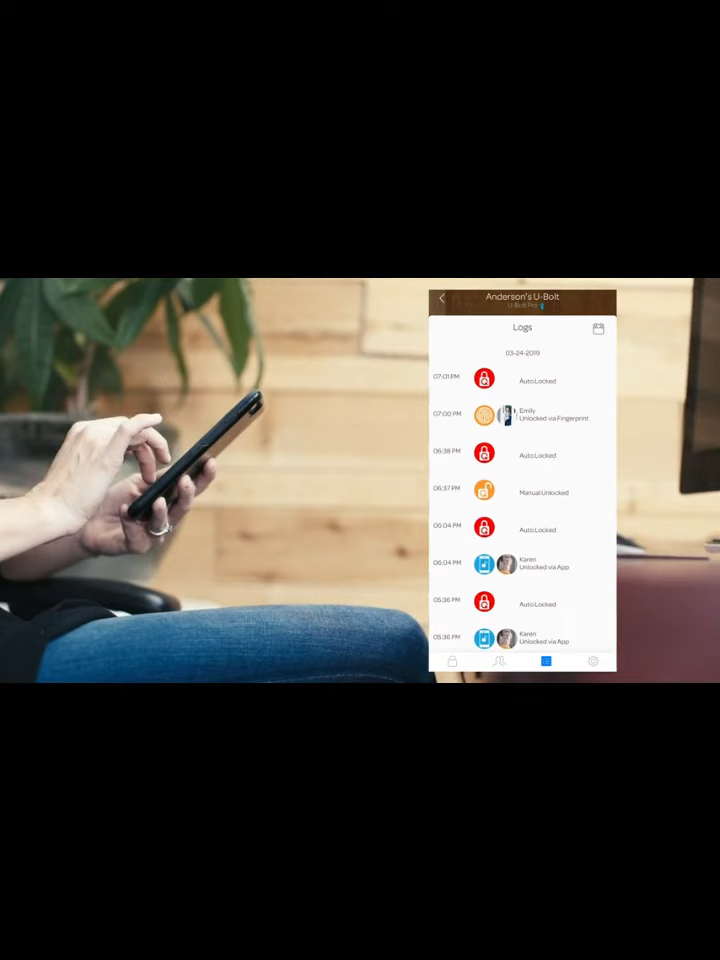 Anderson's U-Bolt
U-Bolt Pro
Logs
03-24-2019
07:01 PM
Auto Locked
07:00 PM
Emily
Unlocked via Fingerprint
06:38 PM
Auto Locked
06:37 PM
Manual Unlocked
06:04 PM
Auto Locked
06:04 PM
Karen
Unlocked via App
05:36 PM
Auto Locked
05:36 PM
Karen
Unlocked via App